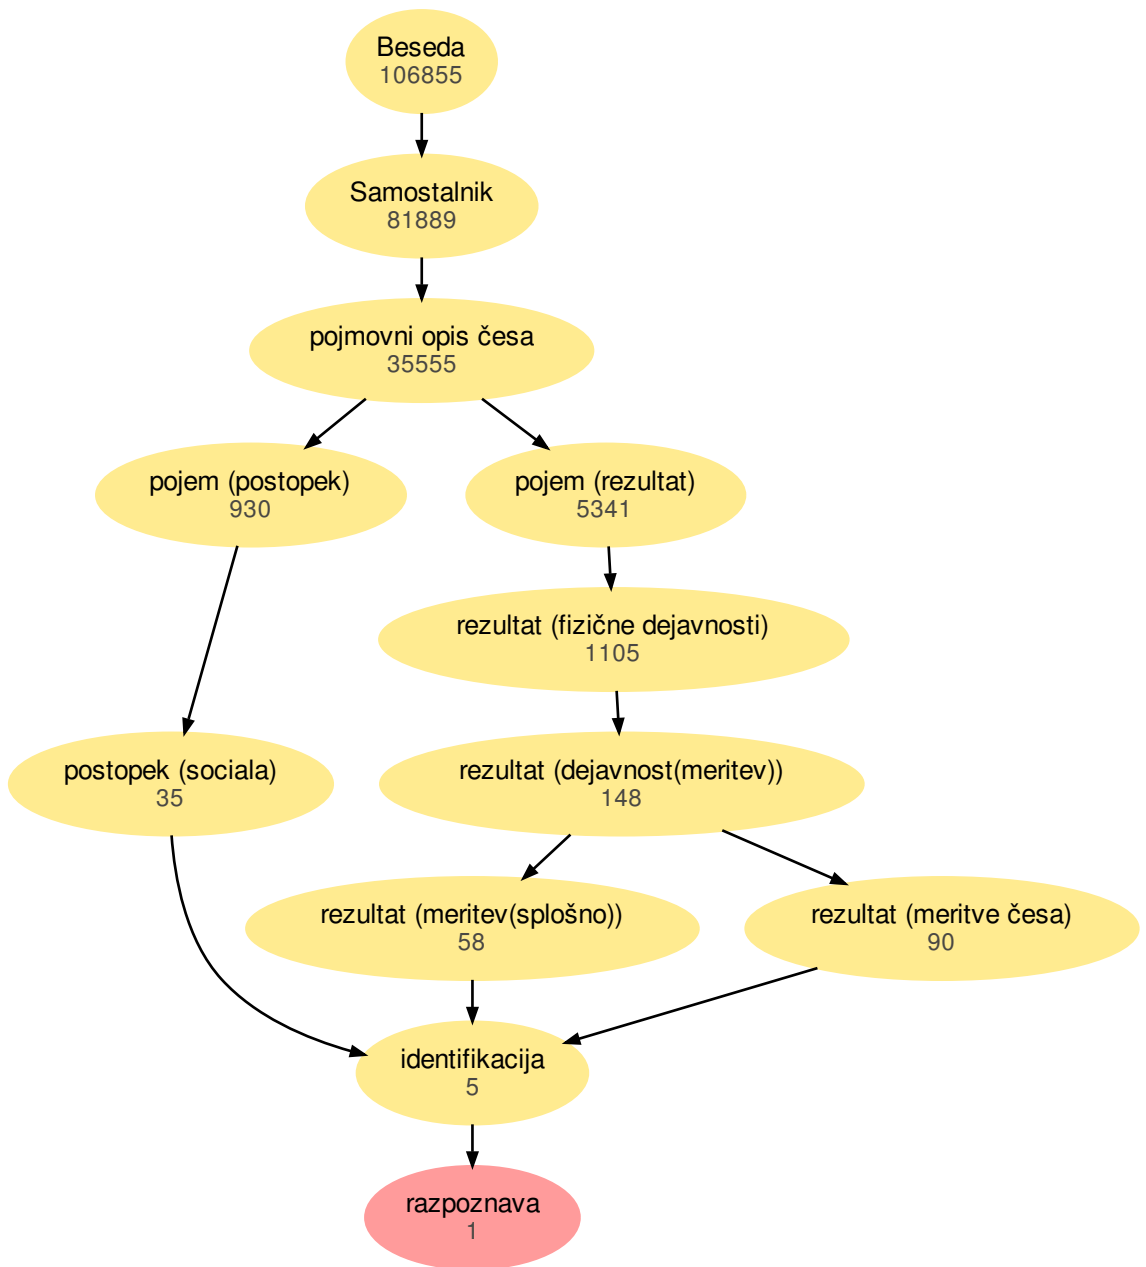 Beseda
106855
Samostalnik
81889
pojmovni opis česa
35555
pojem (postopek)
930
pojem (rezultat)
5341
rezultat (fizične dejavnosti)
1105
postopek (sociala)
35
rezultat (dejavnost(meritev))
148
rezultat (meritev(splošno))
58
rezultat (meritve česa)
90
identifikacija
5
razpoznava
1